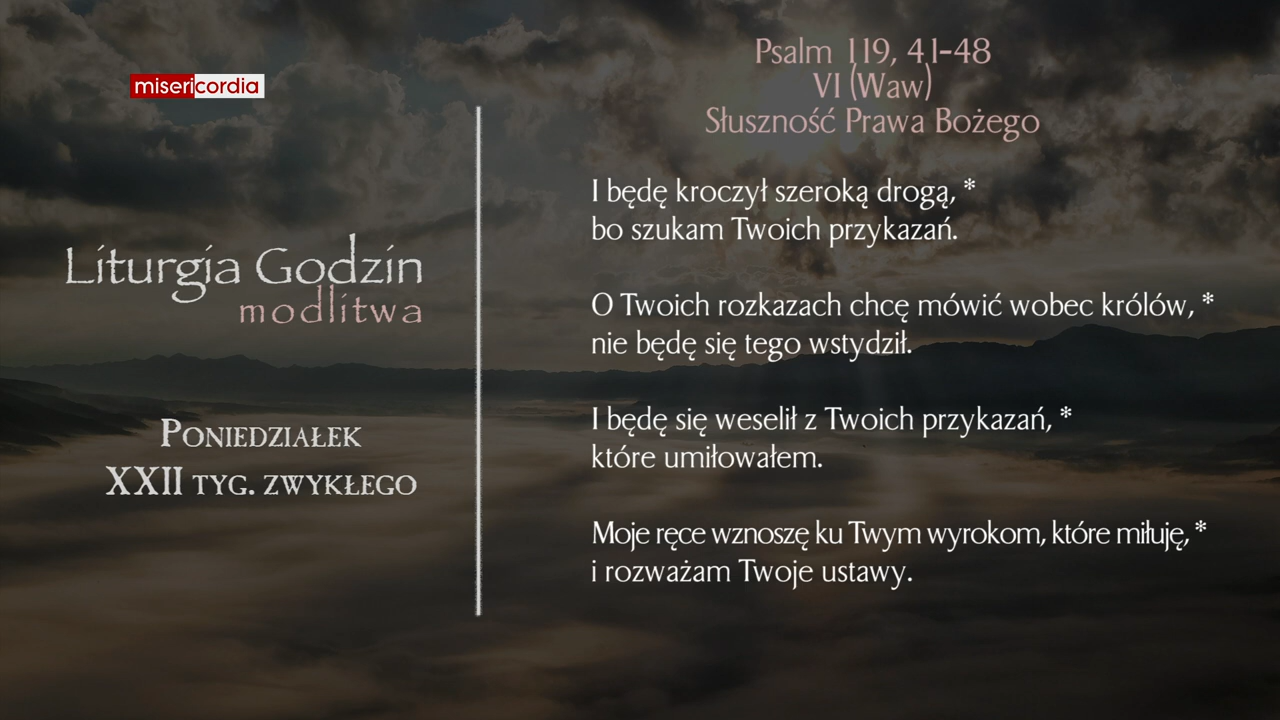 misericordia
Liturgia Godzin
modlitwa
Poniedziałek
XXII tyg. zwykłego
Psalm 119, 41-48
VI (Waw)
Słuszność Prawa Bożego
I będę kroczył szeroką drogą, *
bo szukam Twoich przykazań.
O Twoich rozkazach chcę mówić wobec królów, *
nie będę się tego wstydził.
I będę się weselił z Twoich przykazań, *
które umiłowałem.
Moje ręce wznoszę ku Twym wyrokom, które miłuję, *
i rozważam Twoje ustawy.